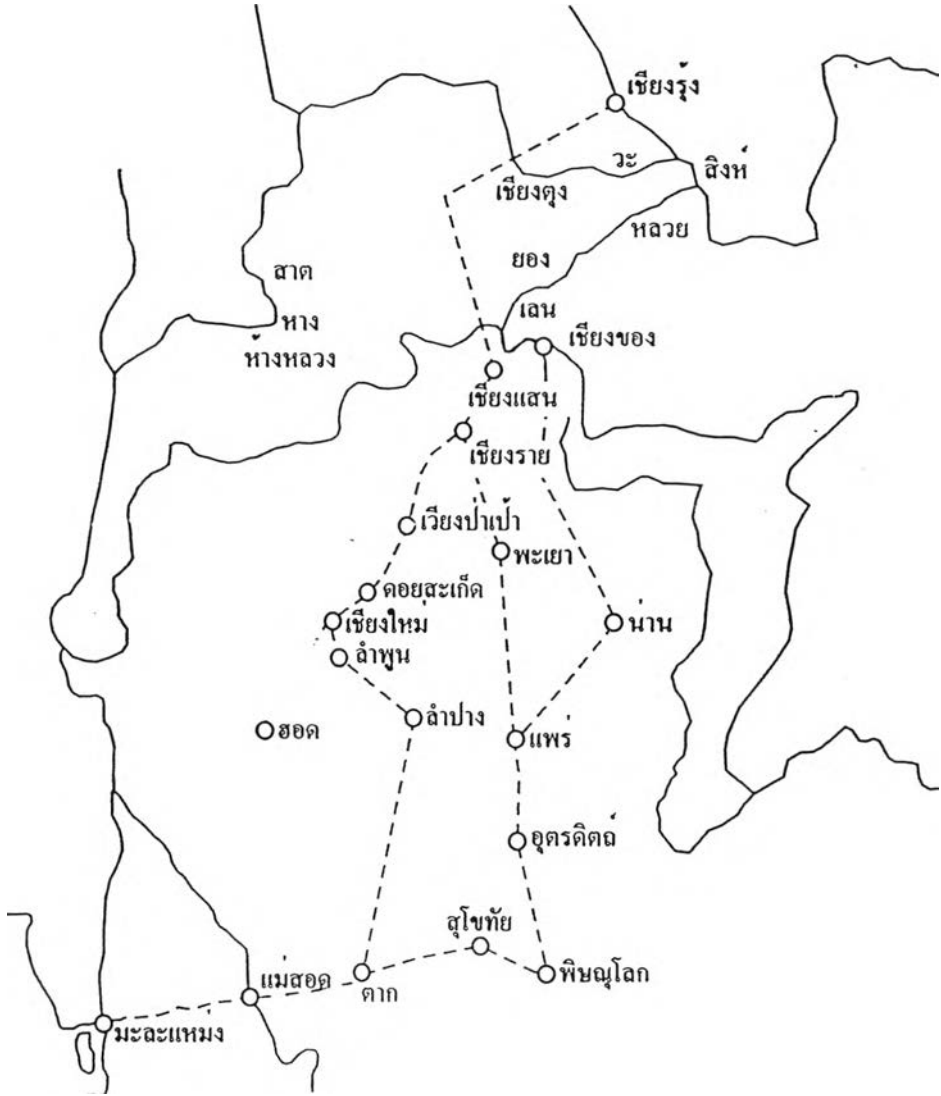 เชียงรุ้ง
วะ
สิงห์
เชียงตุง
หลวย
ยอง
สาด
เลน
หาง
เชียงของ
ห้างหลวง
เชียงแสน
เชียงราย
เวียงป่าเป้า
พะเยา
ดอยสะเก็ด
เชียงใหม่
น่าน
ลำพูน
ลำปาง
ฮอด
แพร่
อุตรดิตถ์
สุโขทัย
แม่สอด
ตาก
พิษณุโลก
มะละแหม่ง